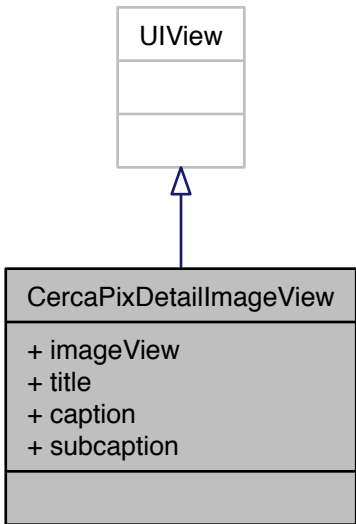 UIView
CercaPixDetailImageView
+ imageView
+ title
+ caption
+ subcaption